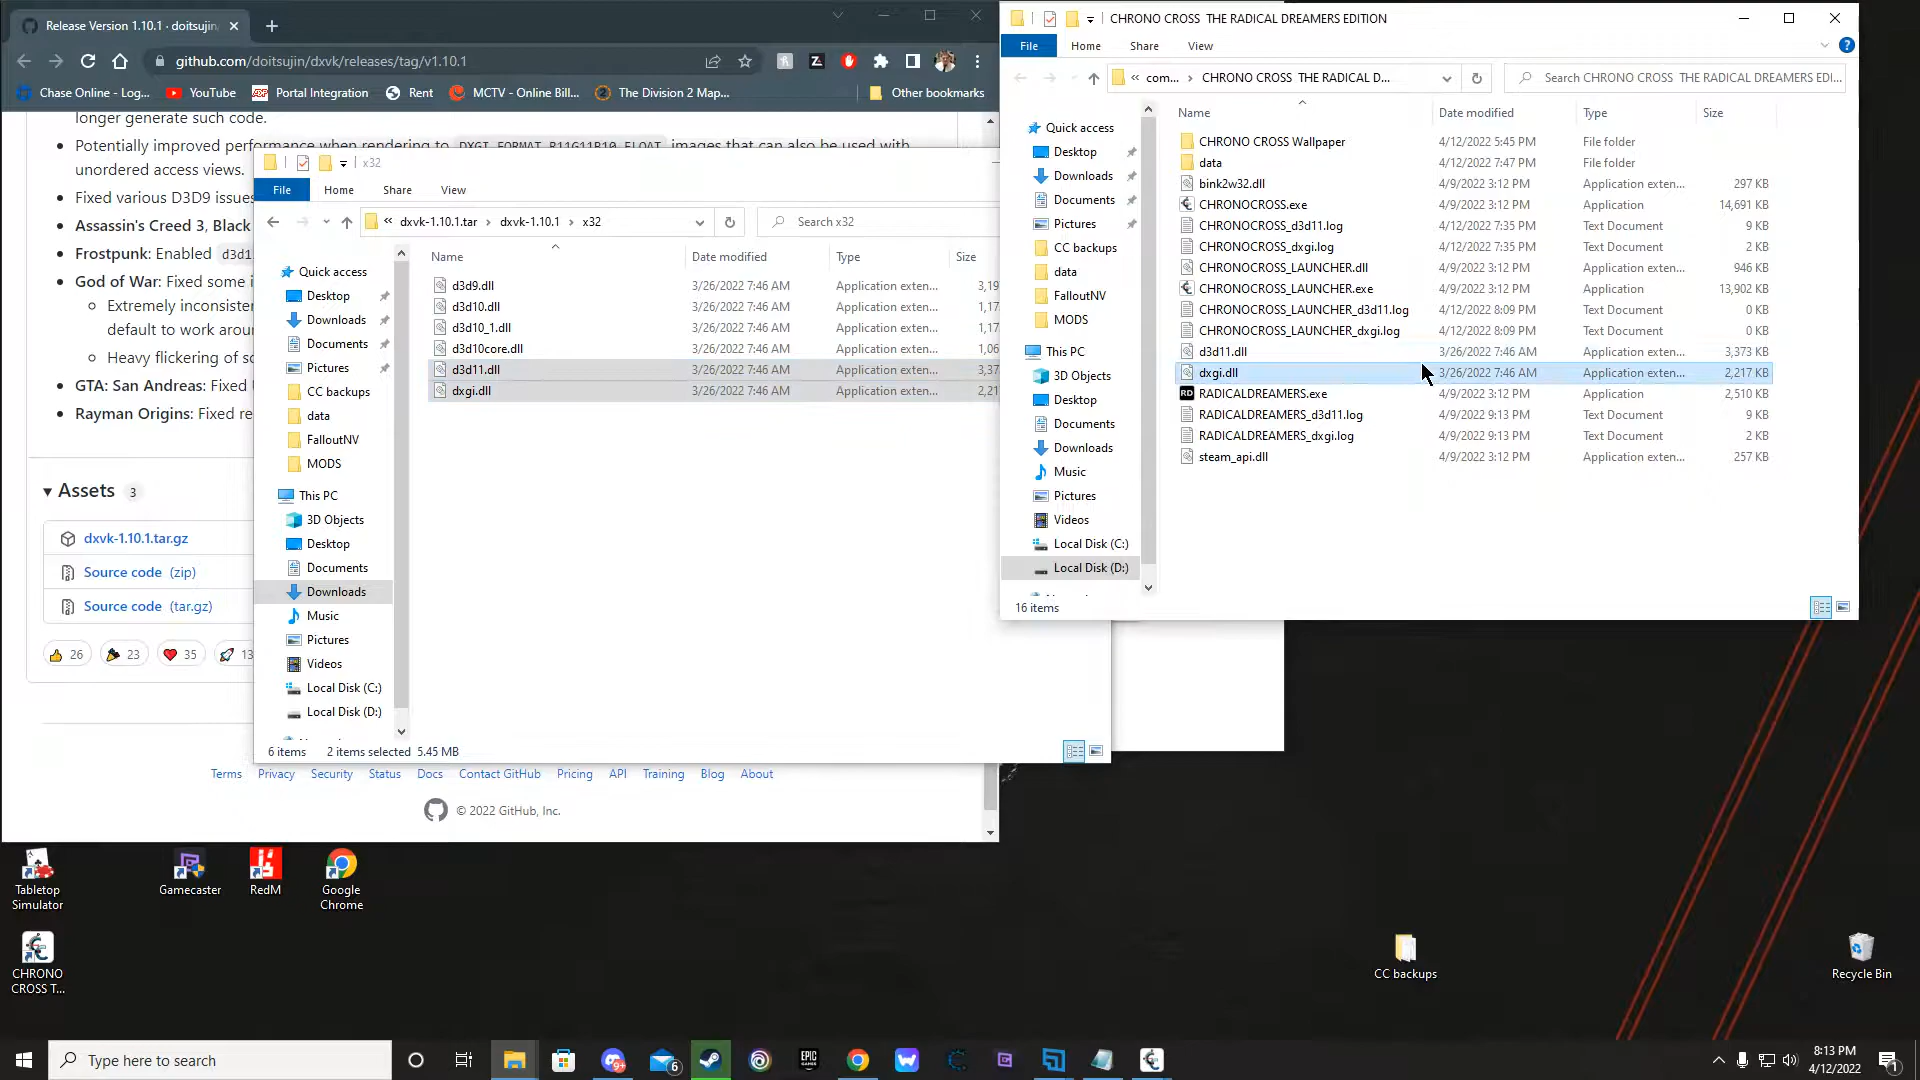 Release Version 1.10.1 · doitsujin/
github.com/doitsujin/dxvk/releases/tag/v1.10.1
Chase Online - Log...
YouTube
Portal Integration
Rent
MCTV - Online Bill...
The Division 2 Map...
Other bookmarks
longer generate such code.
Potentially improved performance when rendering to DXGI_FORMAT_R11G11B10_FLOAT images that can also be used with
unordered access views.
Fixed various D3D9 issues
Assassin's Creed 3, Black
Frostpunk: Enabled d3d1
God of War: Fixed some i
Extremely inconsiste
default to work arou
Heavy flickering of s
GTA: San Andreas: Fixed
Rayman Origins: Fixed re
Assets 3
dxvk-1.10.1.tar.gz
Source code (zip)
Source code (tar.gz)
26
23
35
13
Terms Privacy Security Status Docs Contact GitHub Pricing API Training Blog About
© 2022 GitHub, Inc.
x32
File Home Share View
« dxvk-1.10.1.tar › dxvk-1.10.1 › x32
Search x32
Quick access
Desktop
Downloads
Documents
Pictures
CC backups
data
FalloutNV
MODS
This PC
3D Objects
Desktop
Documents
Downloads
Music
Pictures
Videos
Local Disk (C:)
Local Disk (D:)
Name Date modified Type Size
d3d9.dll 3/26/2022 7:46 AM Application exten... 3,19
d3d10.dll 3/26/2022 7:46 AM Application exten... 1,17
d3d10_1.dll 3/26/2022 7:46 AM Application exten... 1,17
d3d10core.dll 3/26/2022 7:46 AM Application exten... 1,06
d3d11.dll 3/26/2022 7:46 AM Application exten... 3,37
dxgi.dll 3/26/2022 7:46 AM Application exten... 2,21
6 items 2 items selected 5.45 MB
CHRONO CROSS THE RADICAL DREAMERS EDITION
File Home Share View
« com... › CHRONO CROSS THE RADICAL D...
Search CHRONO CROSS THE RADICAL DREAMERS EDI...
Quick access
Desktop
Downloads
Documents
Pictures
CC backups
data
FalloutNV
MODS
This PC
3D Objects
Desktop
Documents
Downloads
Music
Pictures
Videos
Local Disk (C:)
Local Disk (D:)
Name Date modified Type Size
CHRONO CROSS Wallpaper 4/12/2022 5:45 PM File folder
data 4/12/2022 7:47 PM File folder
bink2w32.dll 4/9/2022 3:12 PM Application exten... 297 KB
CHRONOCROSS.exe 4/9/2022 3:12 PM Application 14,691 KB
CHRONOCROSS_d3d11.log 4/12/2022 7:35 PM Text Document 9 KB
CHRONOCROSS_dxgi.log 4/12/2022 7:35 PM Text Document 2 KB
CHRONOCROSS_LAUNCHER.dll 4/9/2022 3:12 PM Application exten... 946 KB
CHRONOCROSS_LAUNCHER.exe 4/9/2022 3:12 PM Application 13,902 KB
CHRONOCROSS_LAUNCHER_d3d11.log 4/12/2022 8:09 PM Text Document 0 KB
CHRONOCROSS_LAUNCHER_dxgi.log 4/12/2022 8:09 PM Text Document 0 KB
d3d11.dll 3/26/2022 7:46 AM Application exten... 3,373 KB
dxgi.dll 3/26/2022 7:46 AM Application exten... 2,217 KB
RADICALDREAMERS.exe 4/9/2022 3:12 PM Application 2,510 KB
RADICALDREAMERS_d3d11.log 4/9/2022 9:13 PM Text Document 9 KB
RADICALDREAMERS_dxgi.log 4/9/2022 9:13 PM Text Document 2 KB
steam_api.dll 4/9/2022 3:12 PM Application exten... 257 KB
16 items
Tabletop
Simulator
Gamecaster
RedM
Google
Chrome
CHRONO
CROSS T...
CC backups
Recycle Bin
Type here to search
EPIC
8:13 PM
4/12/2022